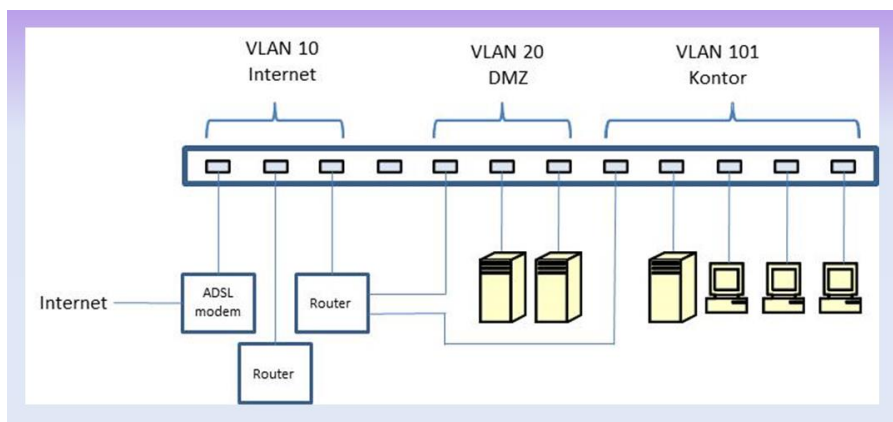 VLAN 10
Internet
VLAN 20
DMZ
VLAN 101
Kontor
Internet
ADSL
modem
Router
Router